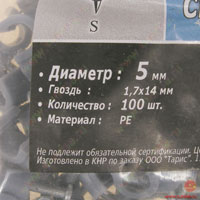 S
• Диаметр : 5 мм
• Гвоздь : 1,7х14 мм
• Количество : 100 шт.
• Материал : PE
Не подлежит обязательной сертификации.
Изготовлено в КНР по заказу ООО "Тарис".